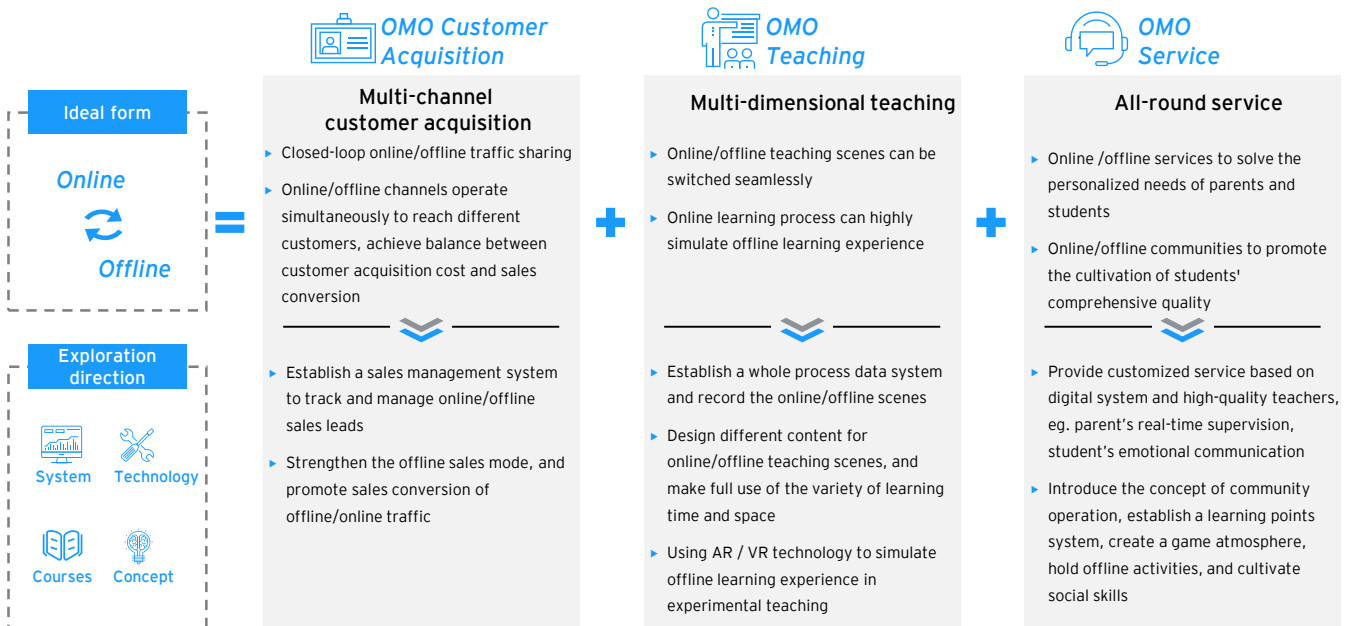 OMO Customer
Acquisition
OMO
Teaching
OMO
Service
Ideal form
Online
Offline
Multi-channel
customer acquisition
▸ Closed-loop online/offline traffic sharing
▸ Online/offline channels operate
simultaneously to reach different
customers, achieve balance between
customer acquisition cost and sales
conversion
Multi-dimensional teaching
▸ Online/offline teaching scenes can be
switched seamlessly
▸ Online learning process can highly
simulate offline learning experience
All-round service
▸ Online /offline services to solve the
personalized needs of parents and
students
▸ Online/offline communities to promote
the cultivation of students'
comprehensive quality
Exploration
direction
System
Technology
Courses
Concept
▸ Establish a sales management system
to track and manage online/offline
sales leads
▸ Strengthen the offline sales mode, and
promote sales conversion of
offline/online traffic
▸ Establish a whole process data system
and record the online/offline scenes
▸ Design different content for
online/offline teaching scenes, and
make full use of the variety of learning
time and space
▸ Using AR / VR technology to simulate
offline learning experience in
experimental teaching
▸ Provide customized service based on
digital system and high-quality teachers,
eg. parent's real-time supervision,
student's emotional communication
▸ Introduce the concept of community
operation, establish a learning points
system, create a game atmosphere,
hold offline activities, and cultivate
social skills